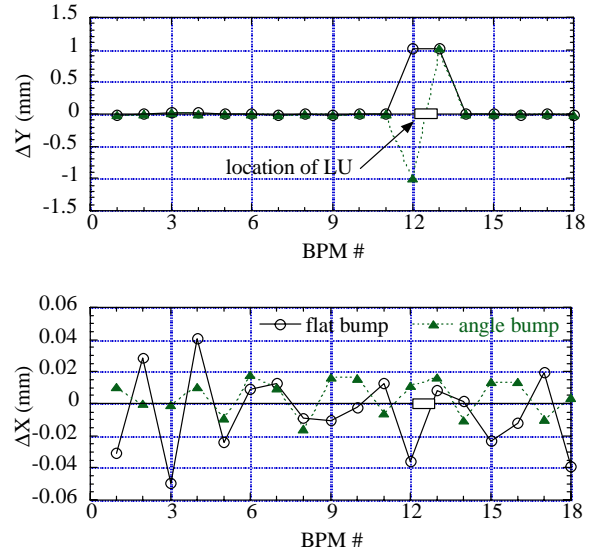 1.5
1
0.5
0
-0.5
-1
-1.5
ΔY (mm)
location of LU
0 3 6 9 12 15 18
BPM #
0.06
0.04
0.02
0
-0.02
-0.04
-0.06
ΔX (mm)
flat bump angle bump
0 3 6 9 12 15 18
BPM #